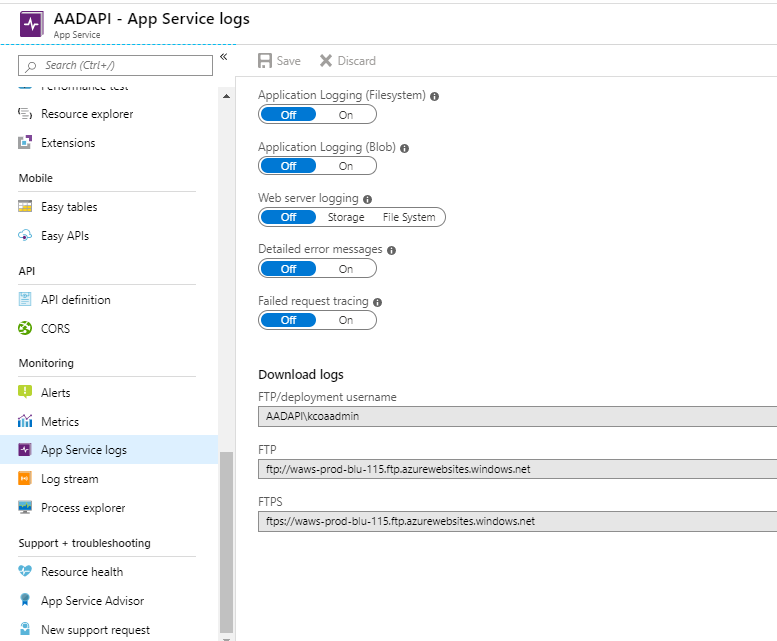 AADAPI - App Service logs
App Service
Search (Ctrl+/)
«
Performance test
Resource explorer
Extensions
Mobile
Easy tables
Easy APIs
API
API definition
CORS
Monitoring
Alerts
Metrics
App Service logs
Log stream
Process explorer
Support + troubleshooting
Resource health
App Service Advisor
New support request
Save Discard
Application Logging (Filesystem)
Off On
Application Logging (Blob)
Off On
Web server logging
Off Storage File System
Detailed error messages
Off On
Failed request tracing
Off On
Download logs
FTP/deployment username
AADAPI\kcoaadmin
FTP
ftp://waws-prod-blu-115.ftp.azurewebsites.windows.net
FTPS
ftps://waws-prod-blu-115.ftp.azurewebsites.windows.net